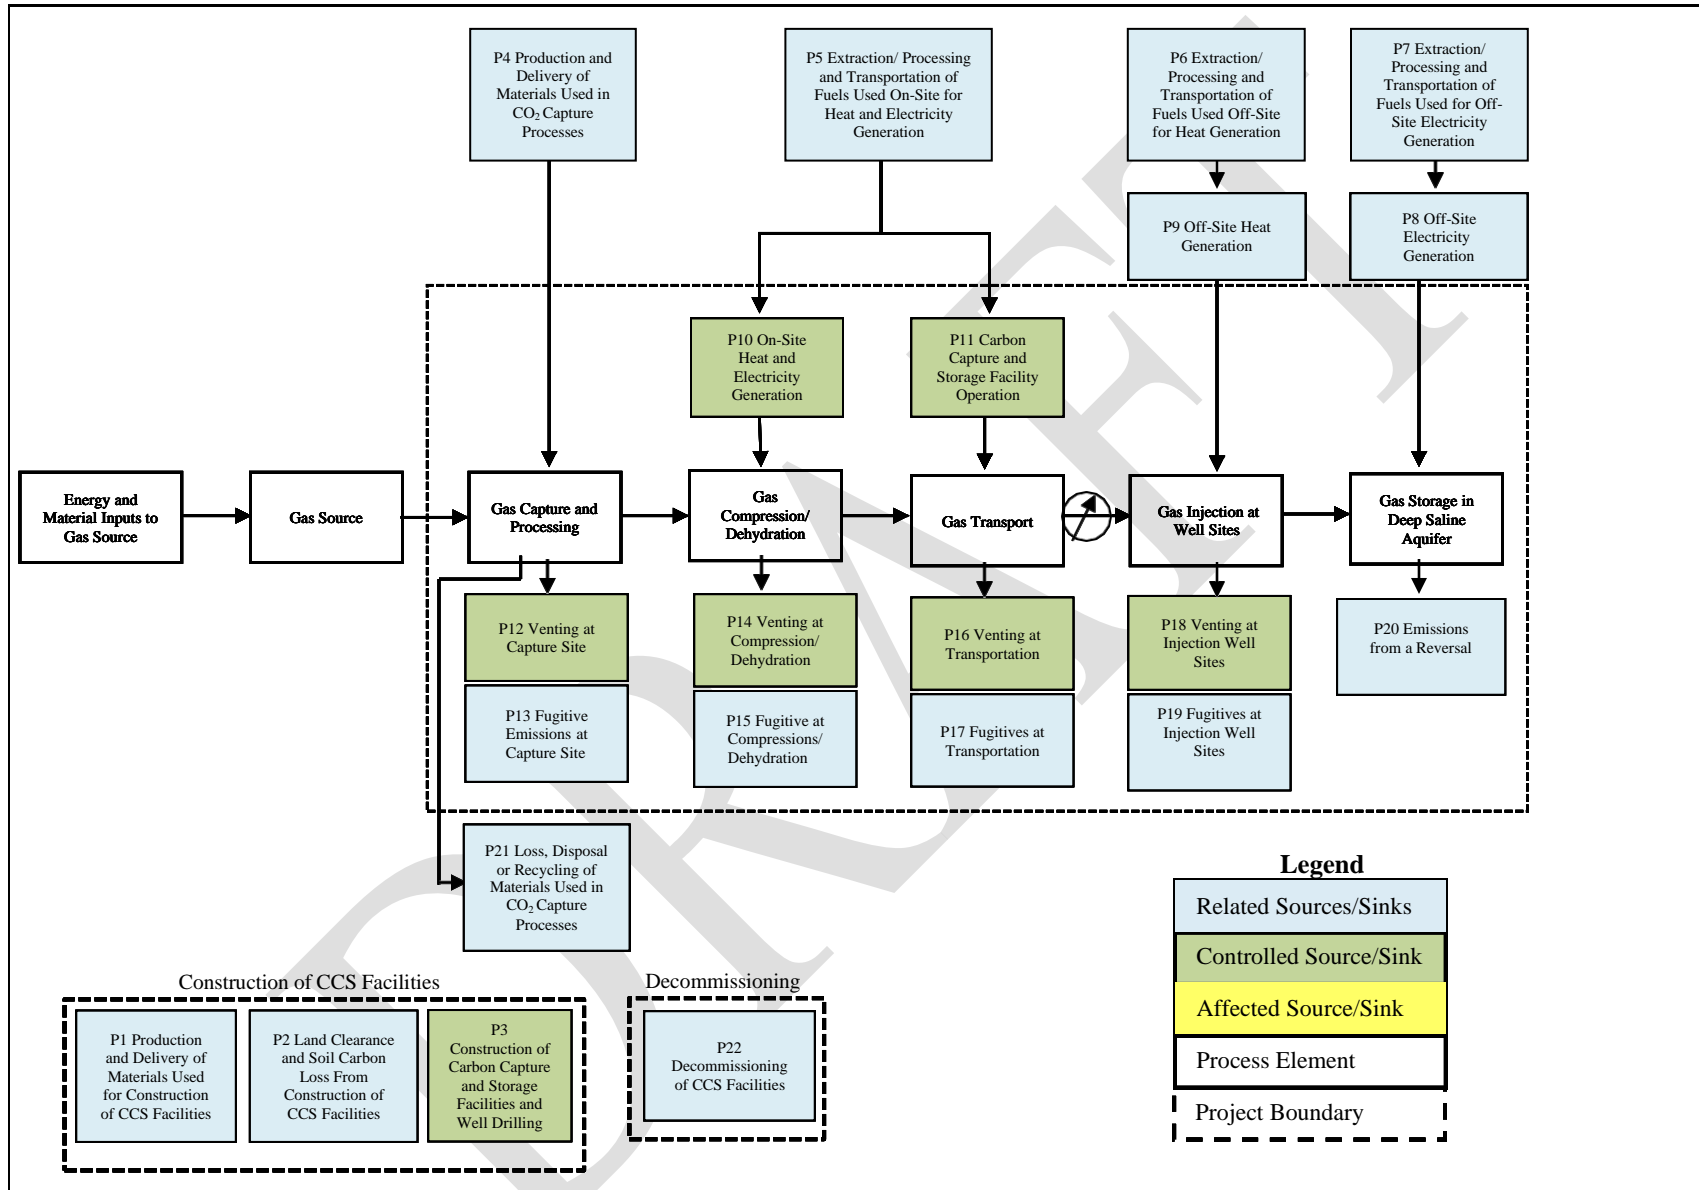 P4 Production and
Delivery of
Materials Used in
CO₂ Capture
Processes
P5 Extraction/ Processing
and Transportation of
Fuels Used On-Site for
Heat and Electricity
Generation
P6 Extraction/
Processing and
Transportation of
Fuels Used Off-Site
for Heat Generation
P7 Extraction/
Processing and
Transportation of
Fuels Used for Off-
Site Electricity
Generation
P9 Off-Site Heat
Generation
P8 Off-Site
Electricity
Generation
P10 On-Site
Heat and
Electricity
Generation
P11 Carbon
Capture and
Storage Facility
Operation
Energy and
Material Inputs to
Gas Source
Gas Source
Gas Capture and
Processing
Gas
Compression/
Dehydration
Gas Transport
Gas Injection at
Well Sites
Gas Storage in
Deep Saline
Aquifer
P12 Venting at
Capture Site
P14 Venting at
Compression/
Dehydration
P16 Venting at
Transportation
P18 Venting at
Injection Well
Sites
P20 Emissions
from a Reversal
P13 Fugitive
Emissions at
Capture Site
P15 Fugitive at
Compressions/
Dehydration
P17 Fugitives at
Transportation
P19 Fugitives at
Injection Well
Sites
P21 Loss, Disposal
or Recycling of
Materials Used in
CO₂ Capture
Processes
Legend
Related Sources/Sinks
Controlled Source/Sink
Affected Source/Sink
Process Element
Project Boundary
Construction of CCS Facilities
P1 Production
and Delivery of
Materials Used
for Construction
of CCS Facilities
P2 Land Clearance
and Soil Carbon
Loss From
Construction of
CCS Facilities
P3
Construction of
Carbon Capture
and Storage
Facilities and
Well Drilling
Decommissioning
P22
Decommissioning
of CCS Facilities
DRAFT